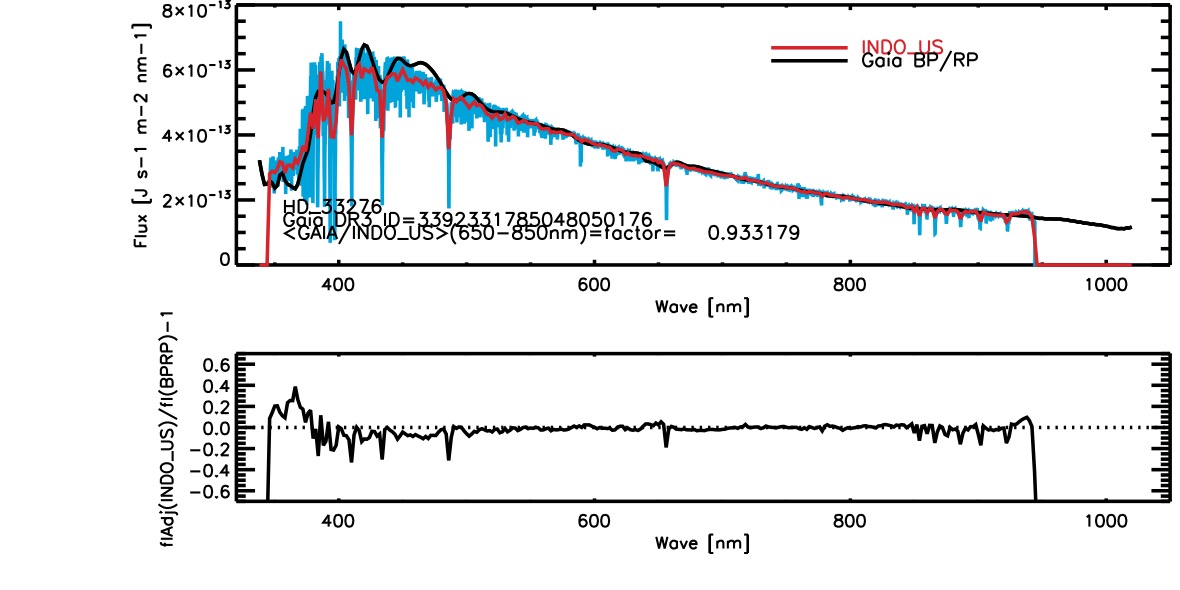 8×10−13
6×10−13
4×10−13
2×10−13
0
Flux [J s−1 m−2 nm−1]
INDO_US
Gaia BP/RP
HD_33276
Gaia DR3 ID=3392331785048050176
<GAIA/INDO_US>(650−850nm)=factor= 0.933179
400 600 800 1000
Wave [nm]
flAdj(INDO_US)/fl(BPRP)−1
0.6
0.4
0.2
0.0
−0.2
−0.4
−0.6
400 600 800 1000
Wave [nm]